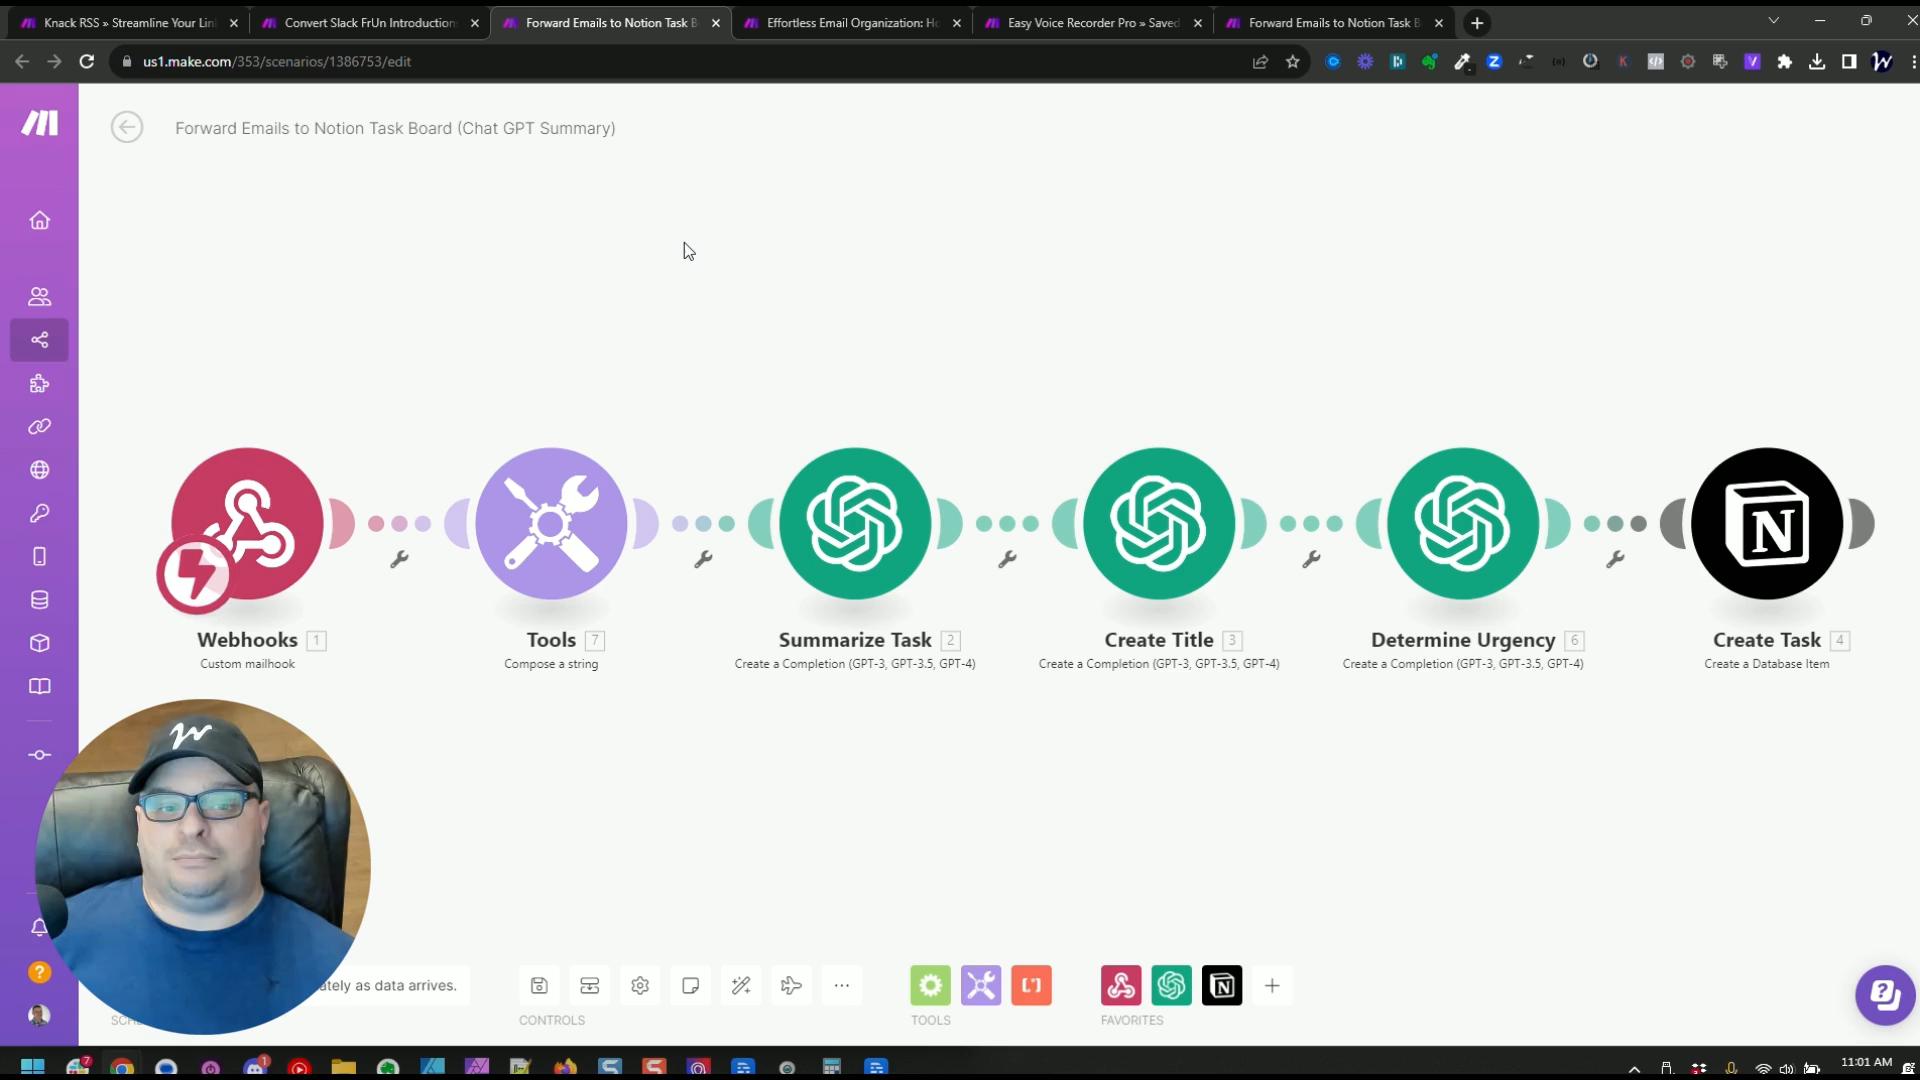 Knack RSS » Streamline Your Lin
Convert Slack FrUn Introduction
Forward Emails to Notion Task B
Effortless Email Organization: H
Easy Voice Recorder Pro » Saved
Forward Emails to Notion Task B
us1.make.com/353/scenarios/1386753/edit
Forward Emails to Notion Task Board (Chat GPT Summary)
Webhooks 1
Custom mailhook
Tools 7
Compose a string
Summarize Task 2
Create a Completion (GPT-3, GPT-3.5, GPT-4)
Create Title 3
Create a Completion (GPT-3, GPT-3.5, GPT-4)
Determine Urgency 6
Create a Completion (GPT-3, GPT-3.5, GPT-4)
Create Task 4
Create a Database Item
ately as data arrives.
CONTROLS
TOOLS
FAVORITES
11:01 AM